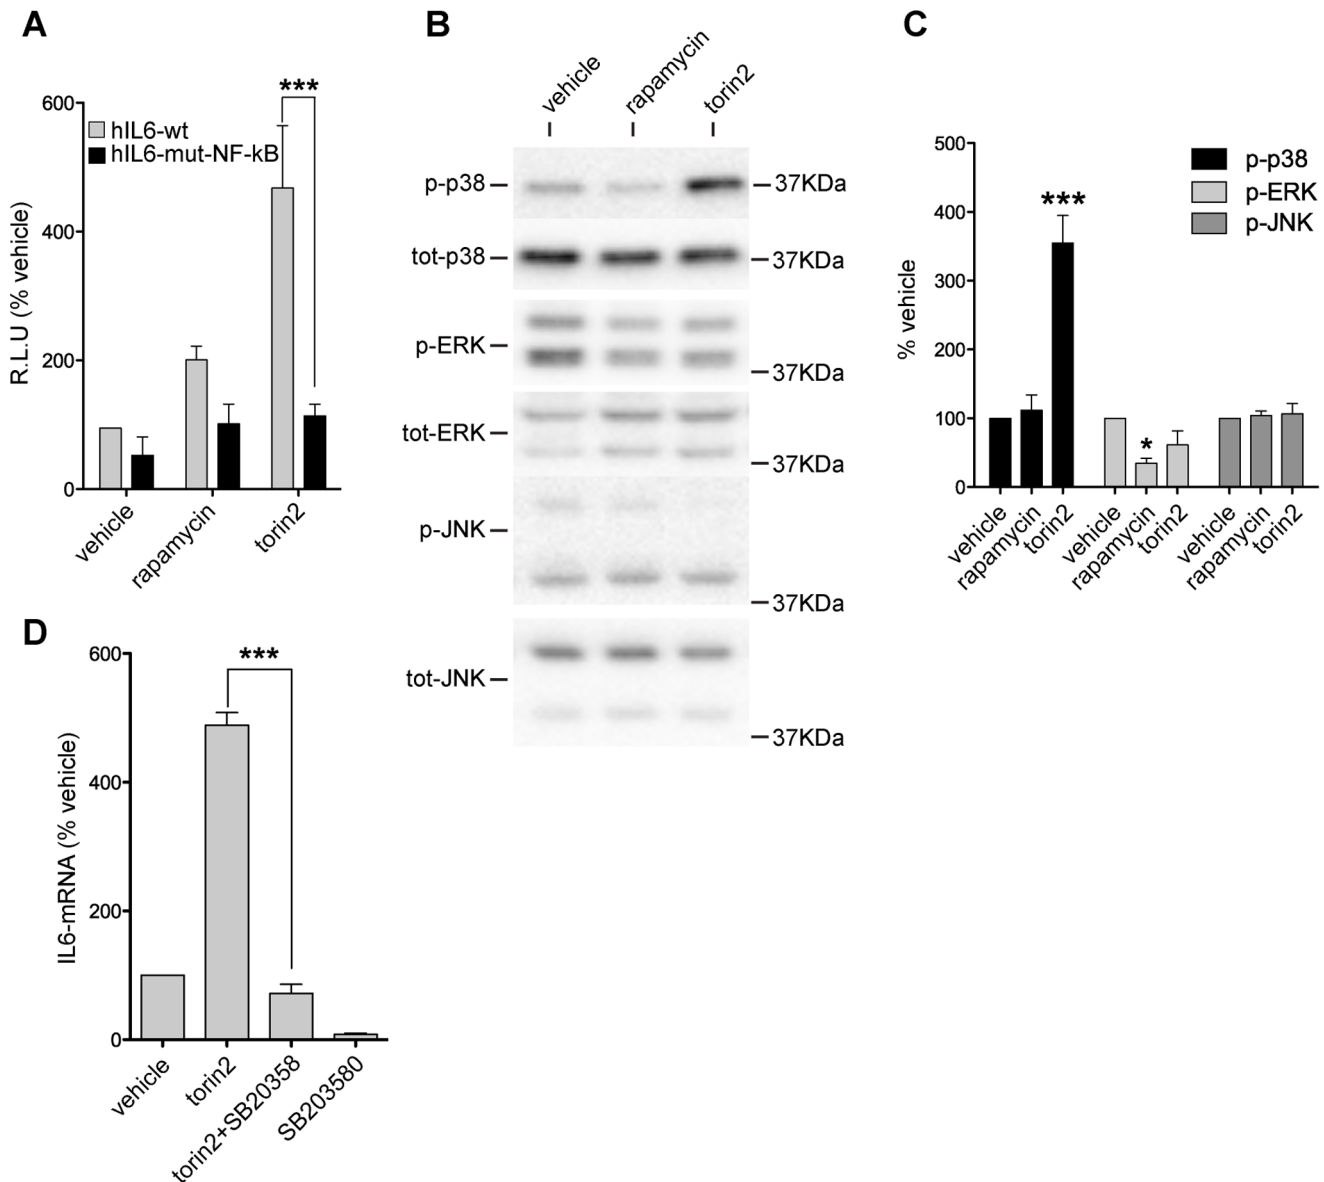 A
600
400
200
0
R.L.U (% vehicle)
***
hIL6-wt
hIL6-mut-NF-kB
vehicle
rapamycin
torin2
B
vehicle
rapamycin
torin2
p-p38
37KDa
tot-p38
37KDa
p-ERK
37KDa
tot-ERK
37KDa
p-JNK
37KDa
tot-JNK
37KDa
C
500
400
300
200
100
0
% vehicle
***
*
p-p38
p-ERK
p-JNK
vehicle
rapamycin
torin2
vehicle
rapamycin
torin2
vehicle
rapamycin
torin2
D
600
400
200
0
IL6-mRNA (% vehicle)
***
vehicle
torin2
torin2+SB20358
SB203580